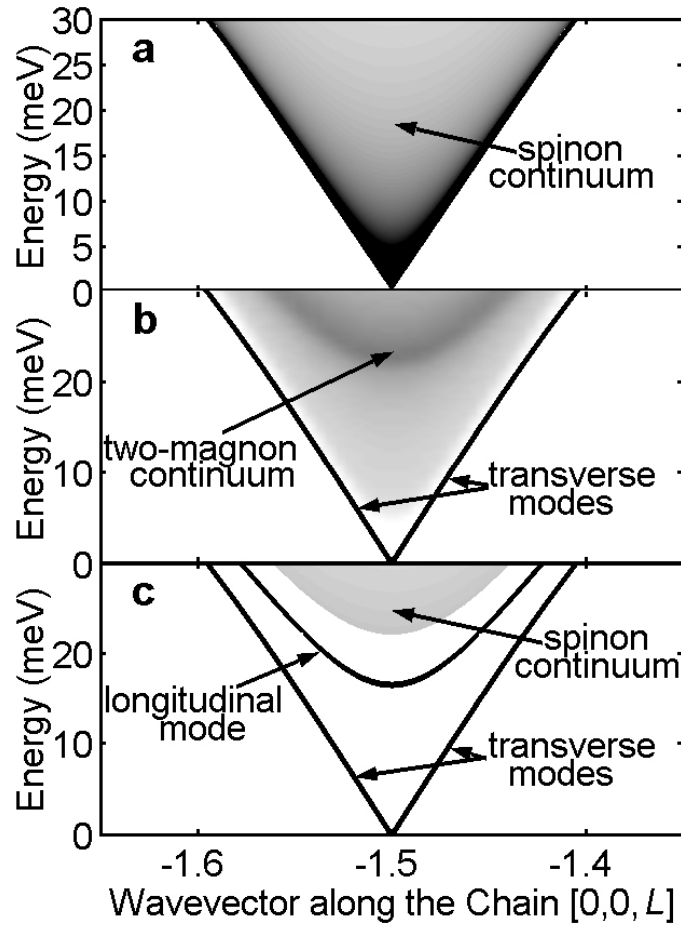 30
a
25
20
15
10
5
0
Energy (meV)
spinon
continuum
b
20
10
0
Energy (meV)
two-magnon
continuum
transverse
modes
c
20
10
0
Energy (meV)
spinon
continuum
longitudinal
mode
transverse
modes
-1.6
-1.5
-1.4
Wavevector along the Chain [0,0, L]